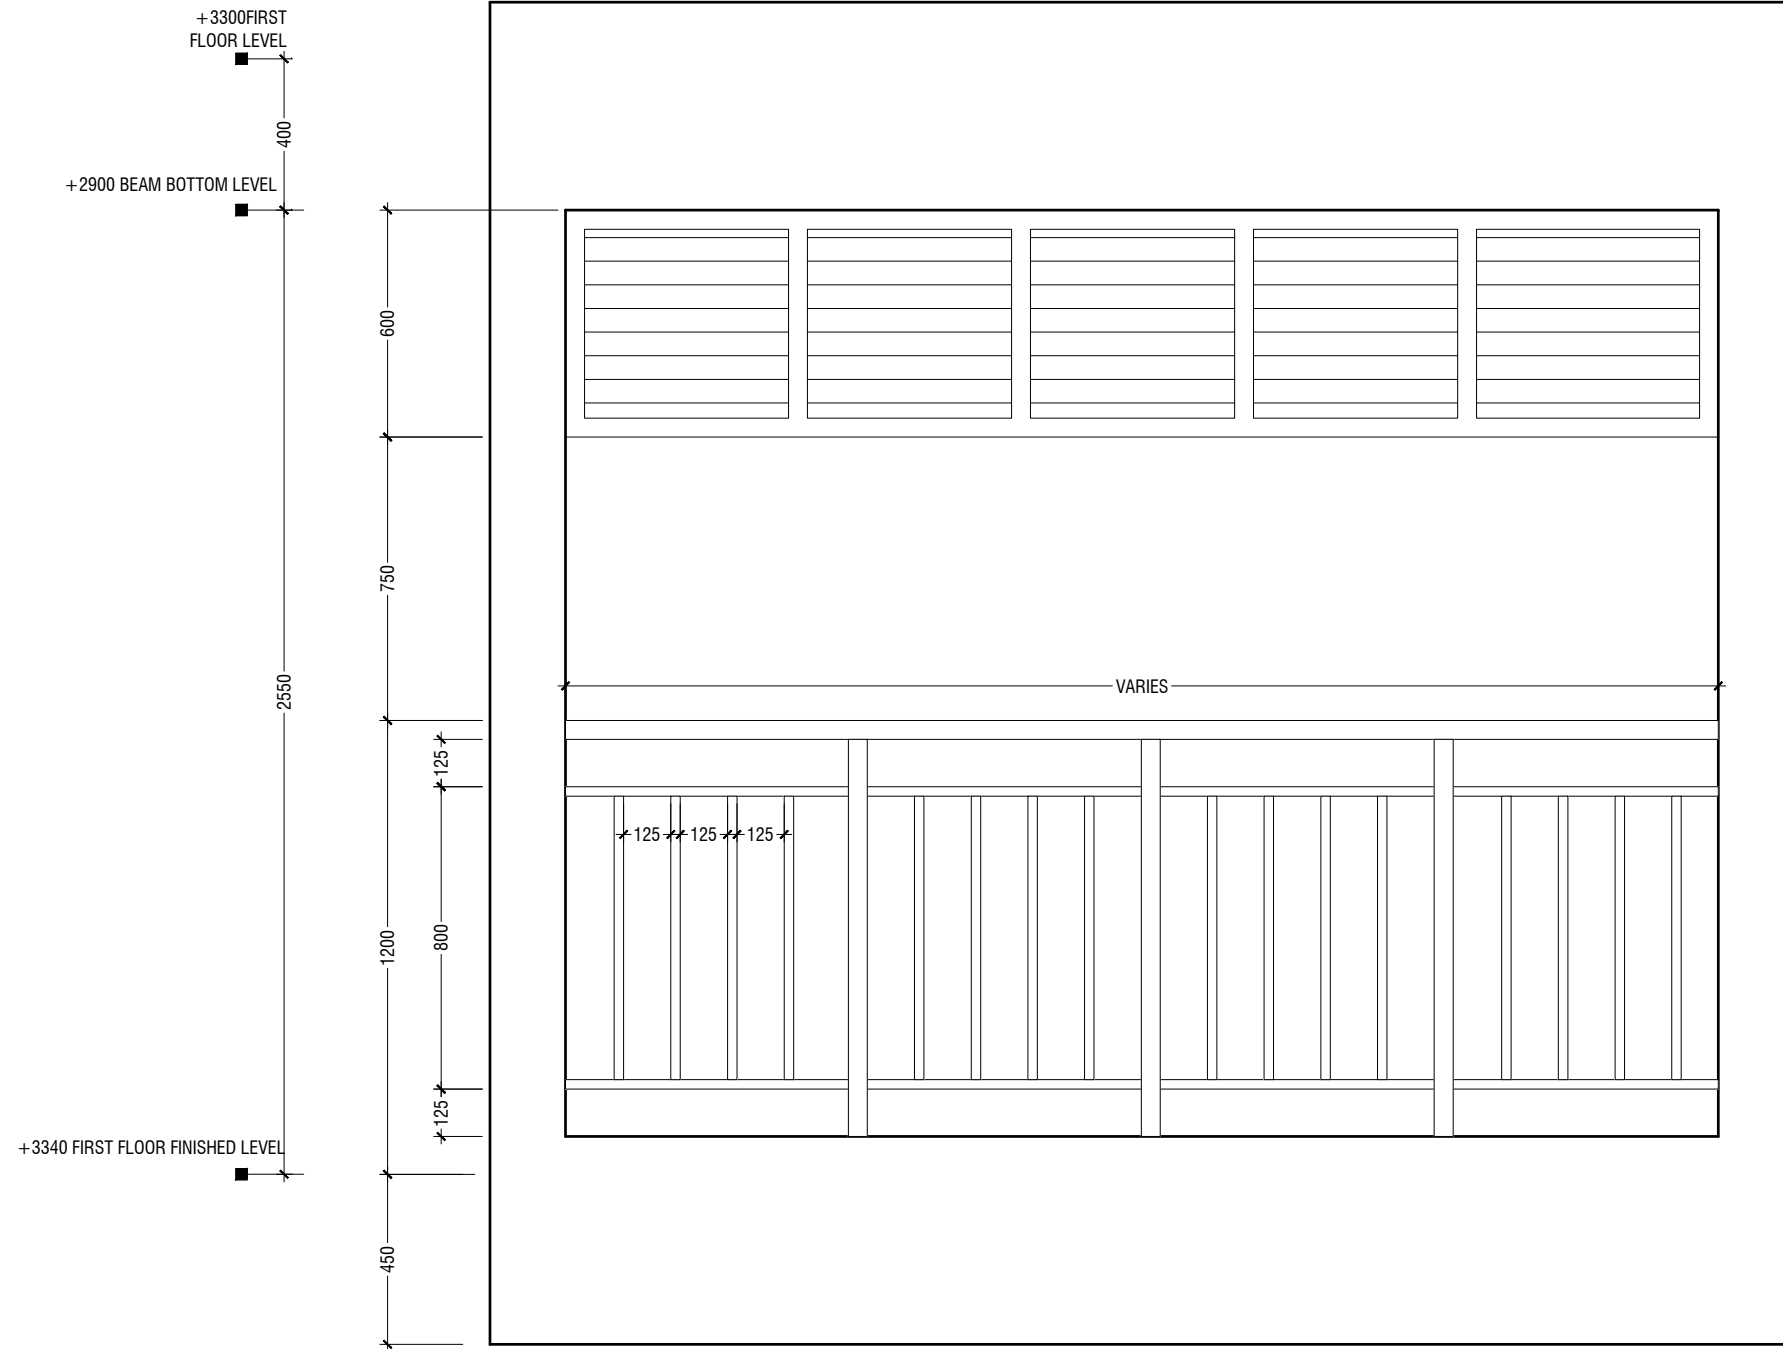 +3300FIRST
FLOOR LEVEL
400
+2900 BEAM BOTTOM LEVEL
600
750
2550
VARIES
125
125 125 125
800
1200
125
+3340 FIRST FLOOR FINISHED LEVEL
450